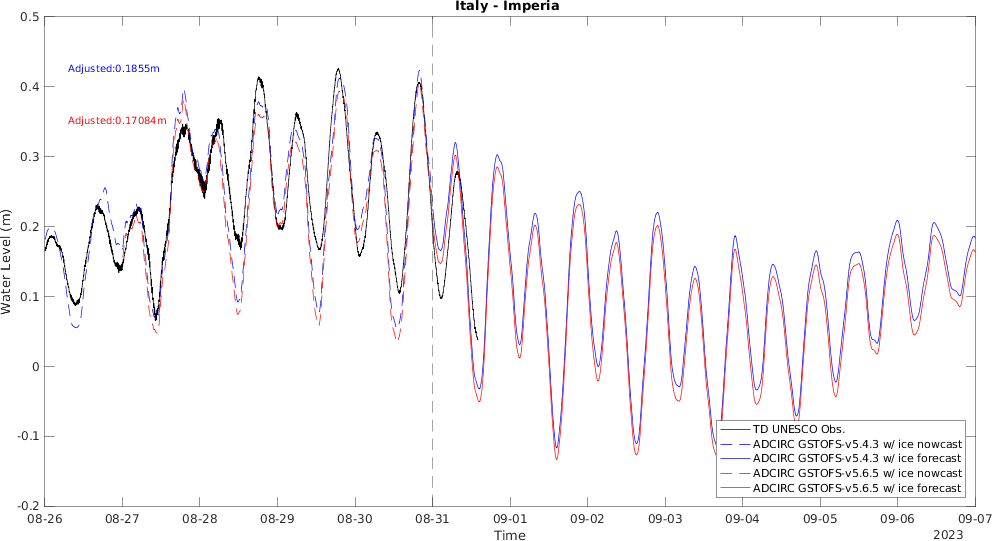 Italy - Imperia
Adjusted:0.1855m
Adjusted:0.17084m
Water Level (m)
0.5
0.4
0.3
0.2
0.1
0
-0.1
-0.2
TD UNESCO Obs.
ADCIRC GSTOFS-v5.4.3 w/ ice nowcast
ADCIRC GSTOFS-v5.4.3 w/ ice forecast
ADCIRC GSTOFS-v5.6.5 w/ ice nowcast
ADCIRC GSTOFS-v5.6.5 w/ ice forecast
08-26 08-27 08-28 08-29 08-30 08-31 09-01 09-02 09-03 09-04 09-05 09-06 09-07
Time
2023